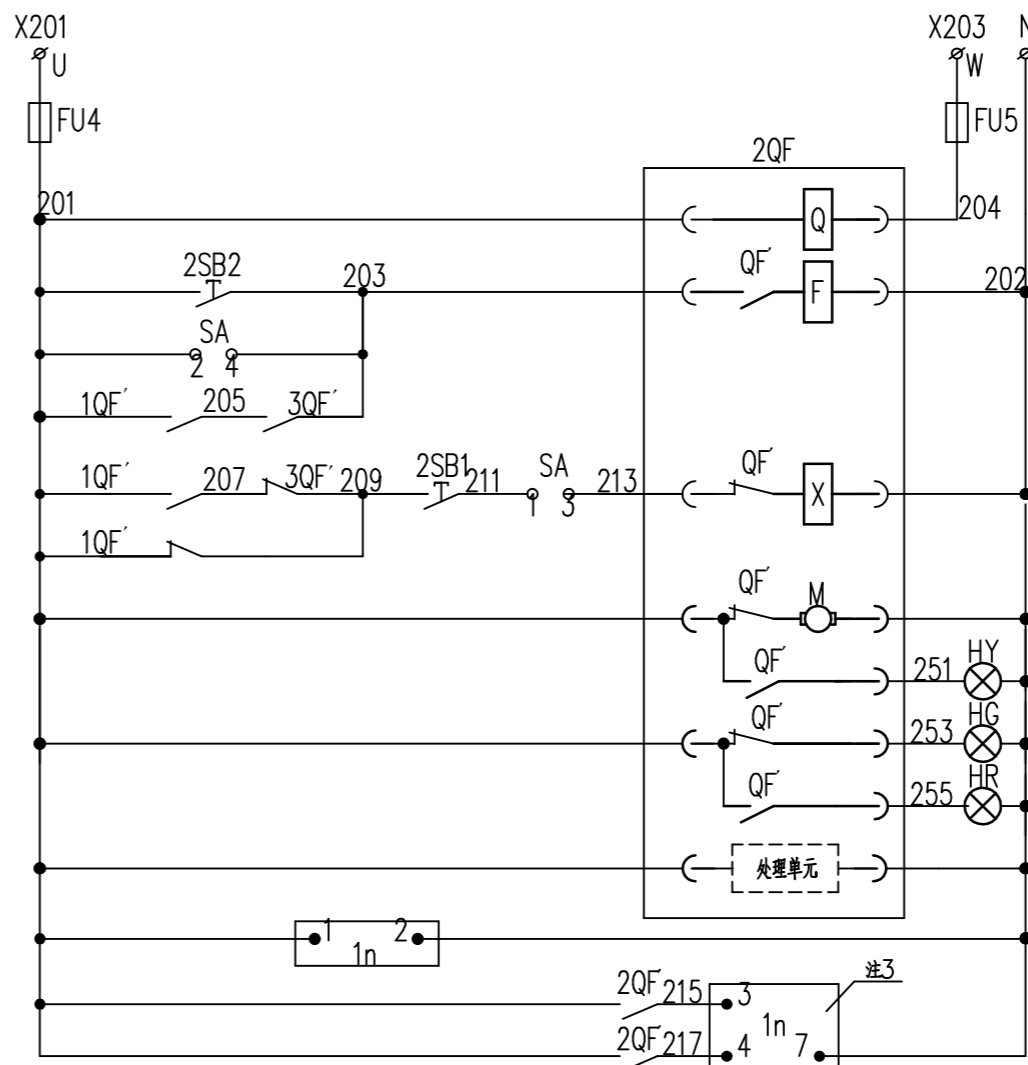 X201 X203 N
U W
FU4 FU5
2QF
201 Q 204
2SB2 203 QF' F 202
SA
2 4
1QF' 205 3QF'
1QF' 207 3QF' 209 2SB1 211 SA 213 QF' X
1 3
1QF'
QF' M
QF' 251 HY
QF' 253 HG
QF' 255 HR
处理单元
1 2
1n
注3
2QF' 215 3
1n
2QF' 217 4 7